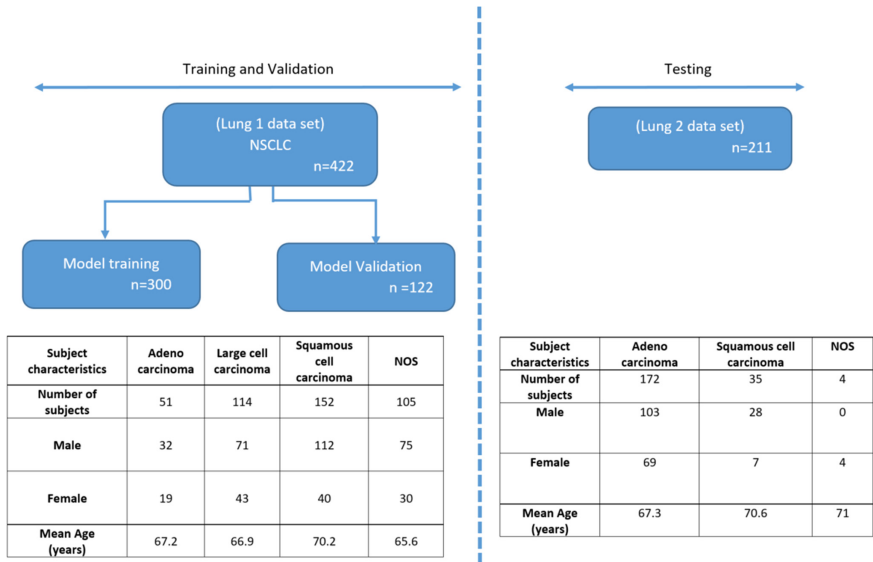 Training and Validation
Testing
(Lung 1 data set)
NSCLC
n=422
(Lung 2 data set)
n=211
Model training
n=300
Model Validation
n =122
Subject characteristics Adeno carcinoma Large cell carcinoma Squamous cell carcinoma NOS
Number of subjects 51 114 152 105
Male 32 71 112 75
Female 19 43 40 30
Mean Age (years) 67.2 66.9 70.2 65.6
Subject characteristics Adeno carcinoma Squamous cell carcinoma NOS
Number of subjects 172 35 4
Male 103 28 0
Female 69 7 4
Mean Age (years) 67.3 70.6 71